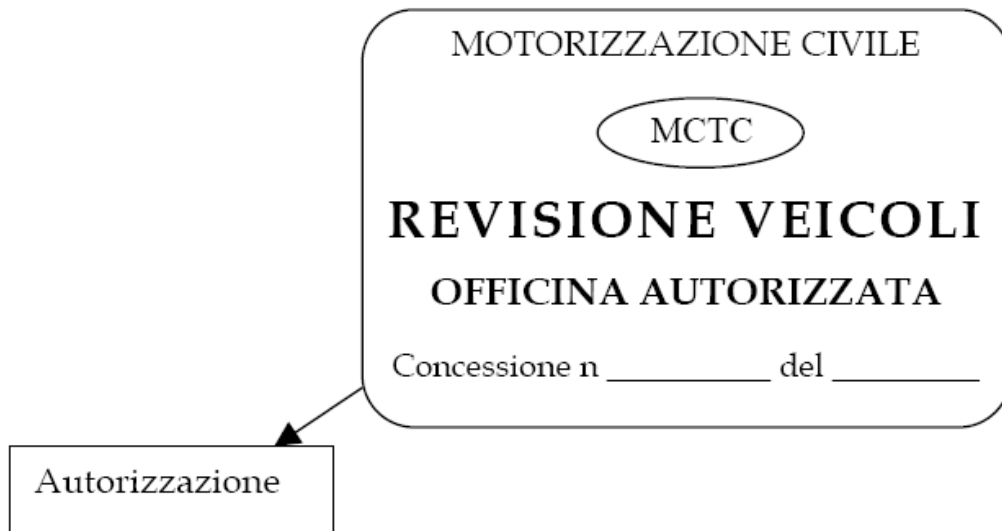 MOTORIZZAZIONE CIVILE
MCTC
REVISIONE VEICOLI
OFFICINA AUTORIZZATA
Concessione n __________ del _________
Autorizzazione